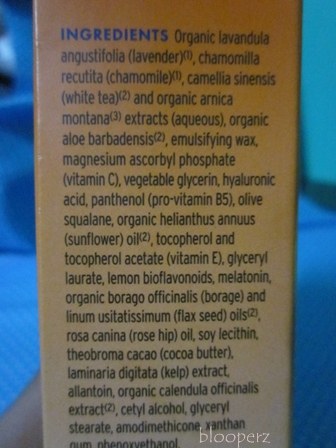 INGREDIENTS Organic lavandula
angustifolia (lavender)⁽¹⁾, chamomilla
recutita (chamomile)⁽¹⁾, camellia sinensis
(white tea)⁽²⁾ and organic arnica
montana⁽³⁾ extracts (aqueous), organic
aloe barbadensis⁽²⁾, emulsifying wax,
magnesium ascorbyl phosphate
(vitamin C), vegetable glycerin, hyaluronic
acid, panthenol (pro-vitamin B5), olive
squalane, organic helianthus annuus
(sunflower) oil⁽²⁾, tocopherol and
tocopherol acetate (vitamin E), glyceryl
laurate, lemon bioflavonoids, melatonin,
organic borago officinalis (borage) and
linum usitatissimum (flax seed) oils⁽²⁾,
rosa canina (rose hip) oil, soy lecithin,
theobroma cacao (cocoa butter),
laminaria digitata (kelp) extract,
allantoin, organic calendula officinalis
extract⁽²⁾, cetyl alcohol, glyceryl
stearate, amodimethicone, xanthan
gum, phenoxyethanol.
blooperz